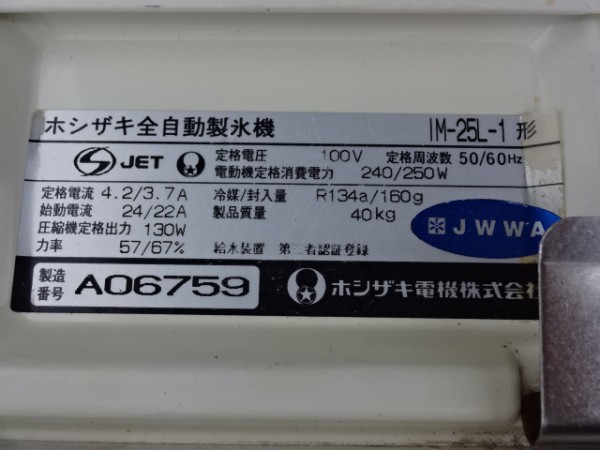 ホシザキ全自動製氷機 IM-25L-1 形
JET 定格電圧 100V 定格周波数 50/60Hz
電動機定格消費電力 240/250W
定格電流 4.2/3.7A 冷媒/封入量 R134a/160g
始動電流 24/22A 製品質量 40kg
圧縮機定格出力 130W
JWWA
力率 57/67% 給水装置 第三者認証登録
製造番号 A06759 ホシザキ電機株式会社